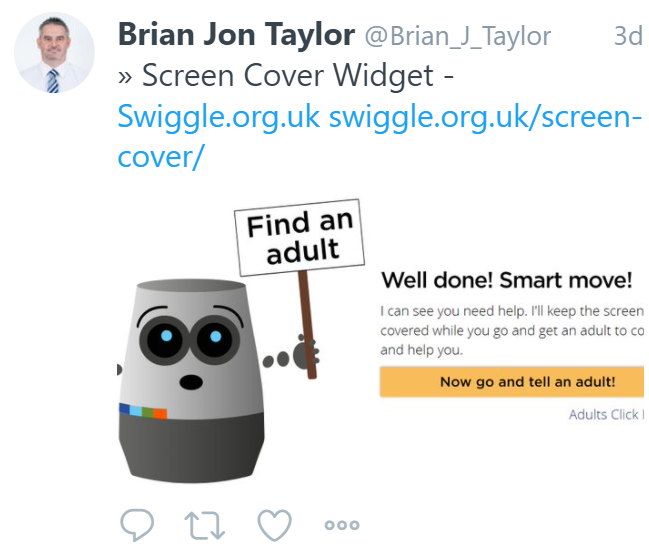 Brian Jon Taylor @Brian_J_Taylor 3d
» Screen Cover Widget -
Swiggle.org.uk swiggle.org.uk/screen-
cover/
Find an
adult
Well done! Smart move!
I can see you need help. I'll keep the screen
covered while you go and get an adult to co
and help you.
Now go and tell an adult!
Adults Click